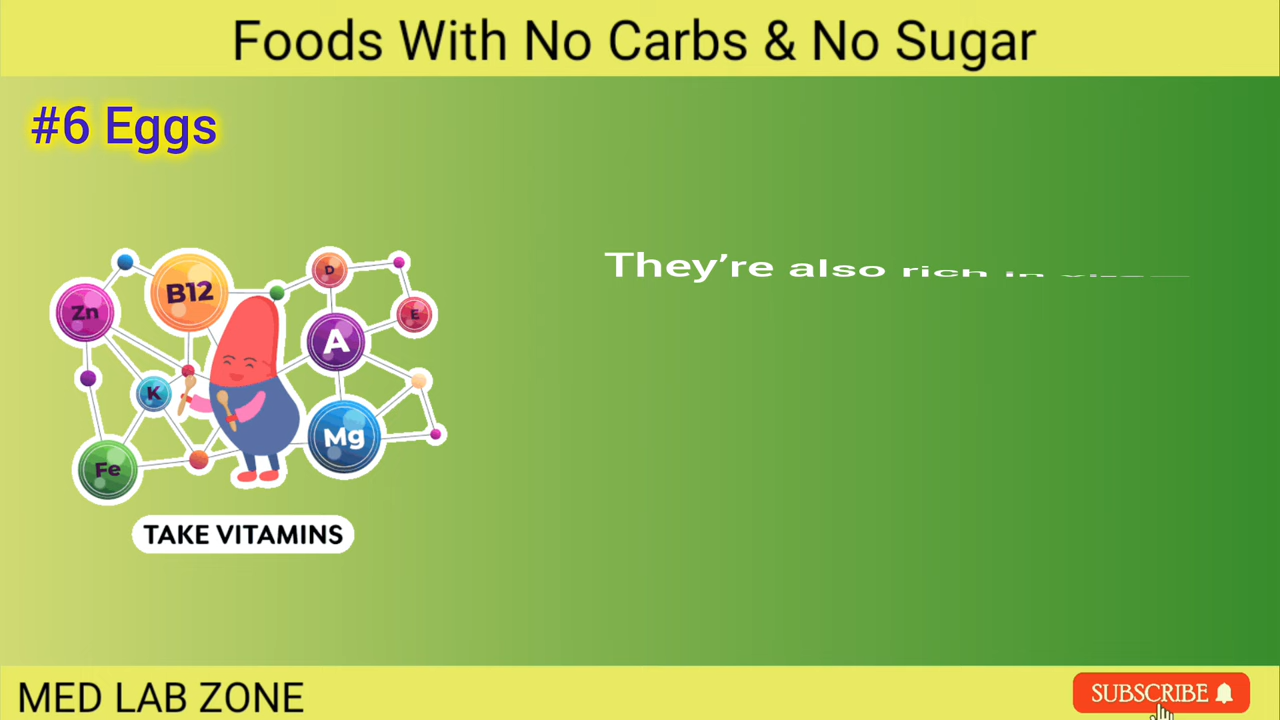 Foods With No Carbs & No Sugar
#6 Eggs
They're also rich in
B12
D
Zn
E
A
K
Mg
Fe
TAKE VITAMINS
MED LAB ZONE
SUBSCRIBE